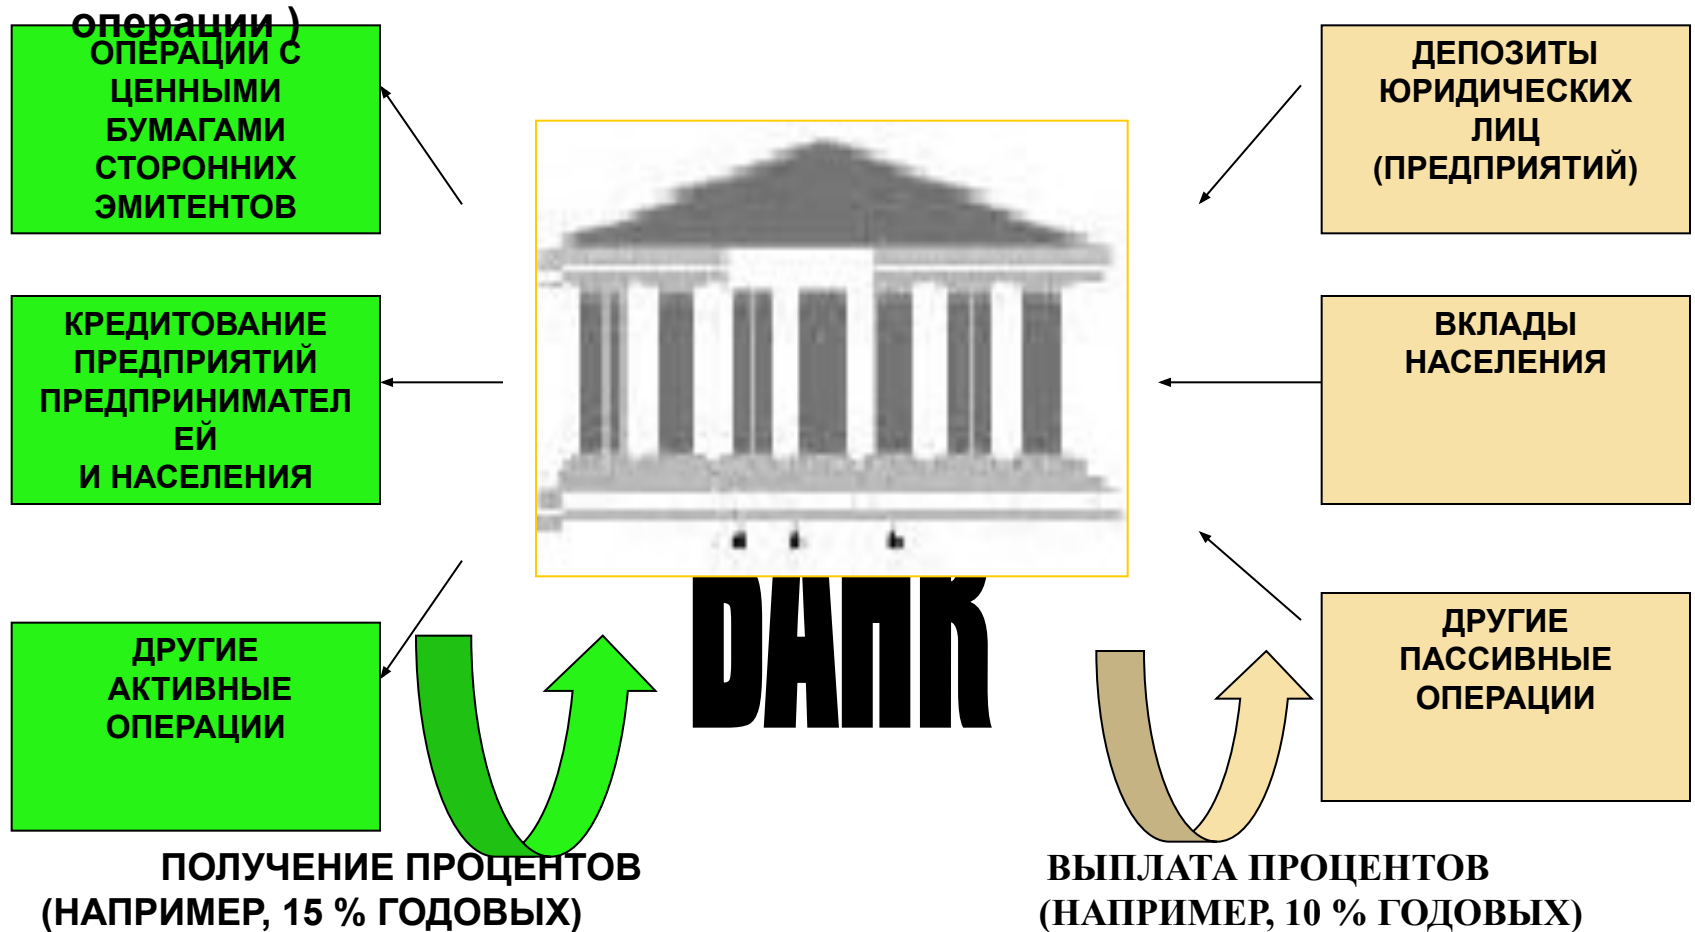 операции )
ОПЕРАЦИИ С
ЦЕННЫМИ
БУМАГАМИ
СТОРОННИХ
ЭМИТЕНТОВ
КРЕДИТОВАНИЕ
ПРЕДПРИЯТИЙ
ПРЕДПРИНИМАТЕЛ
ЕЙ
И НАСЕЛЕНИЯ
ДРУГИЕ
АКТИВНЫЕ
ОПЕРАЦИИ
БАНК
ДЕПОЗИТЫ
ЮРИДИЧЕСКИХ
ЛИЦ
(ПРЕДПРИЯТИЙ)
ВКЛАДЫ
НАСЕЛЕНИЯ
ДРУГИЕ
ПАССИВНЫЕ
ОПЕРАЦИИ
ПОЛУЧЕНИЕ ПРОЦЕНТОВ
(НАПРИМЕР, 15 % ГОДОВЫХ)
ВЫПЛАТА ПРОЦЕНТОВ
(НАПРИМЕР, 10 % ГОДОВЫХ)